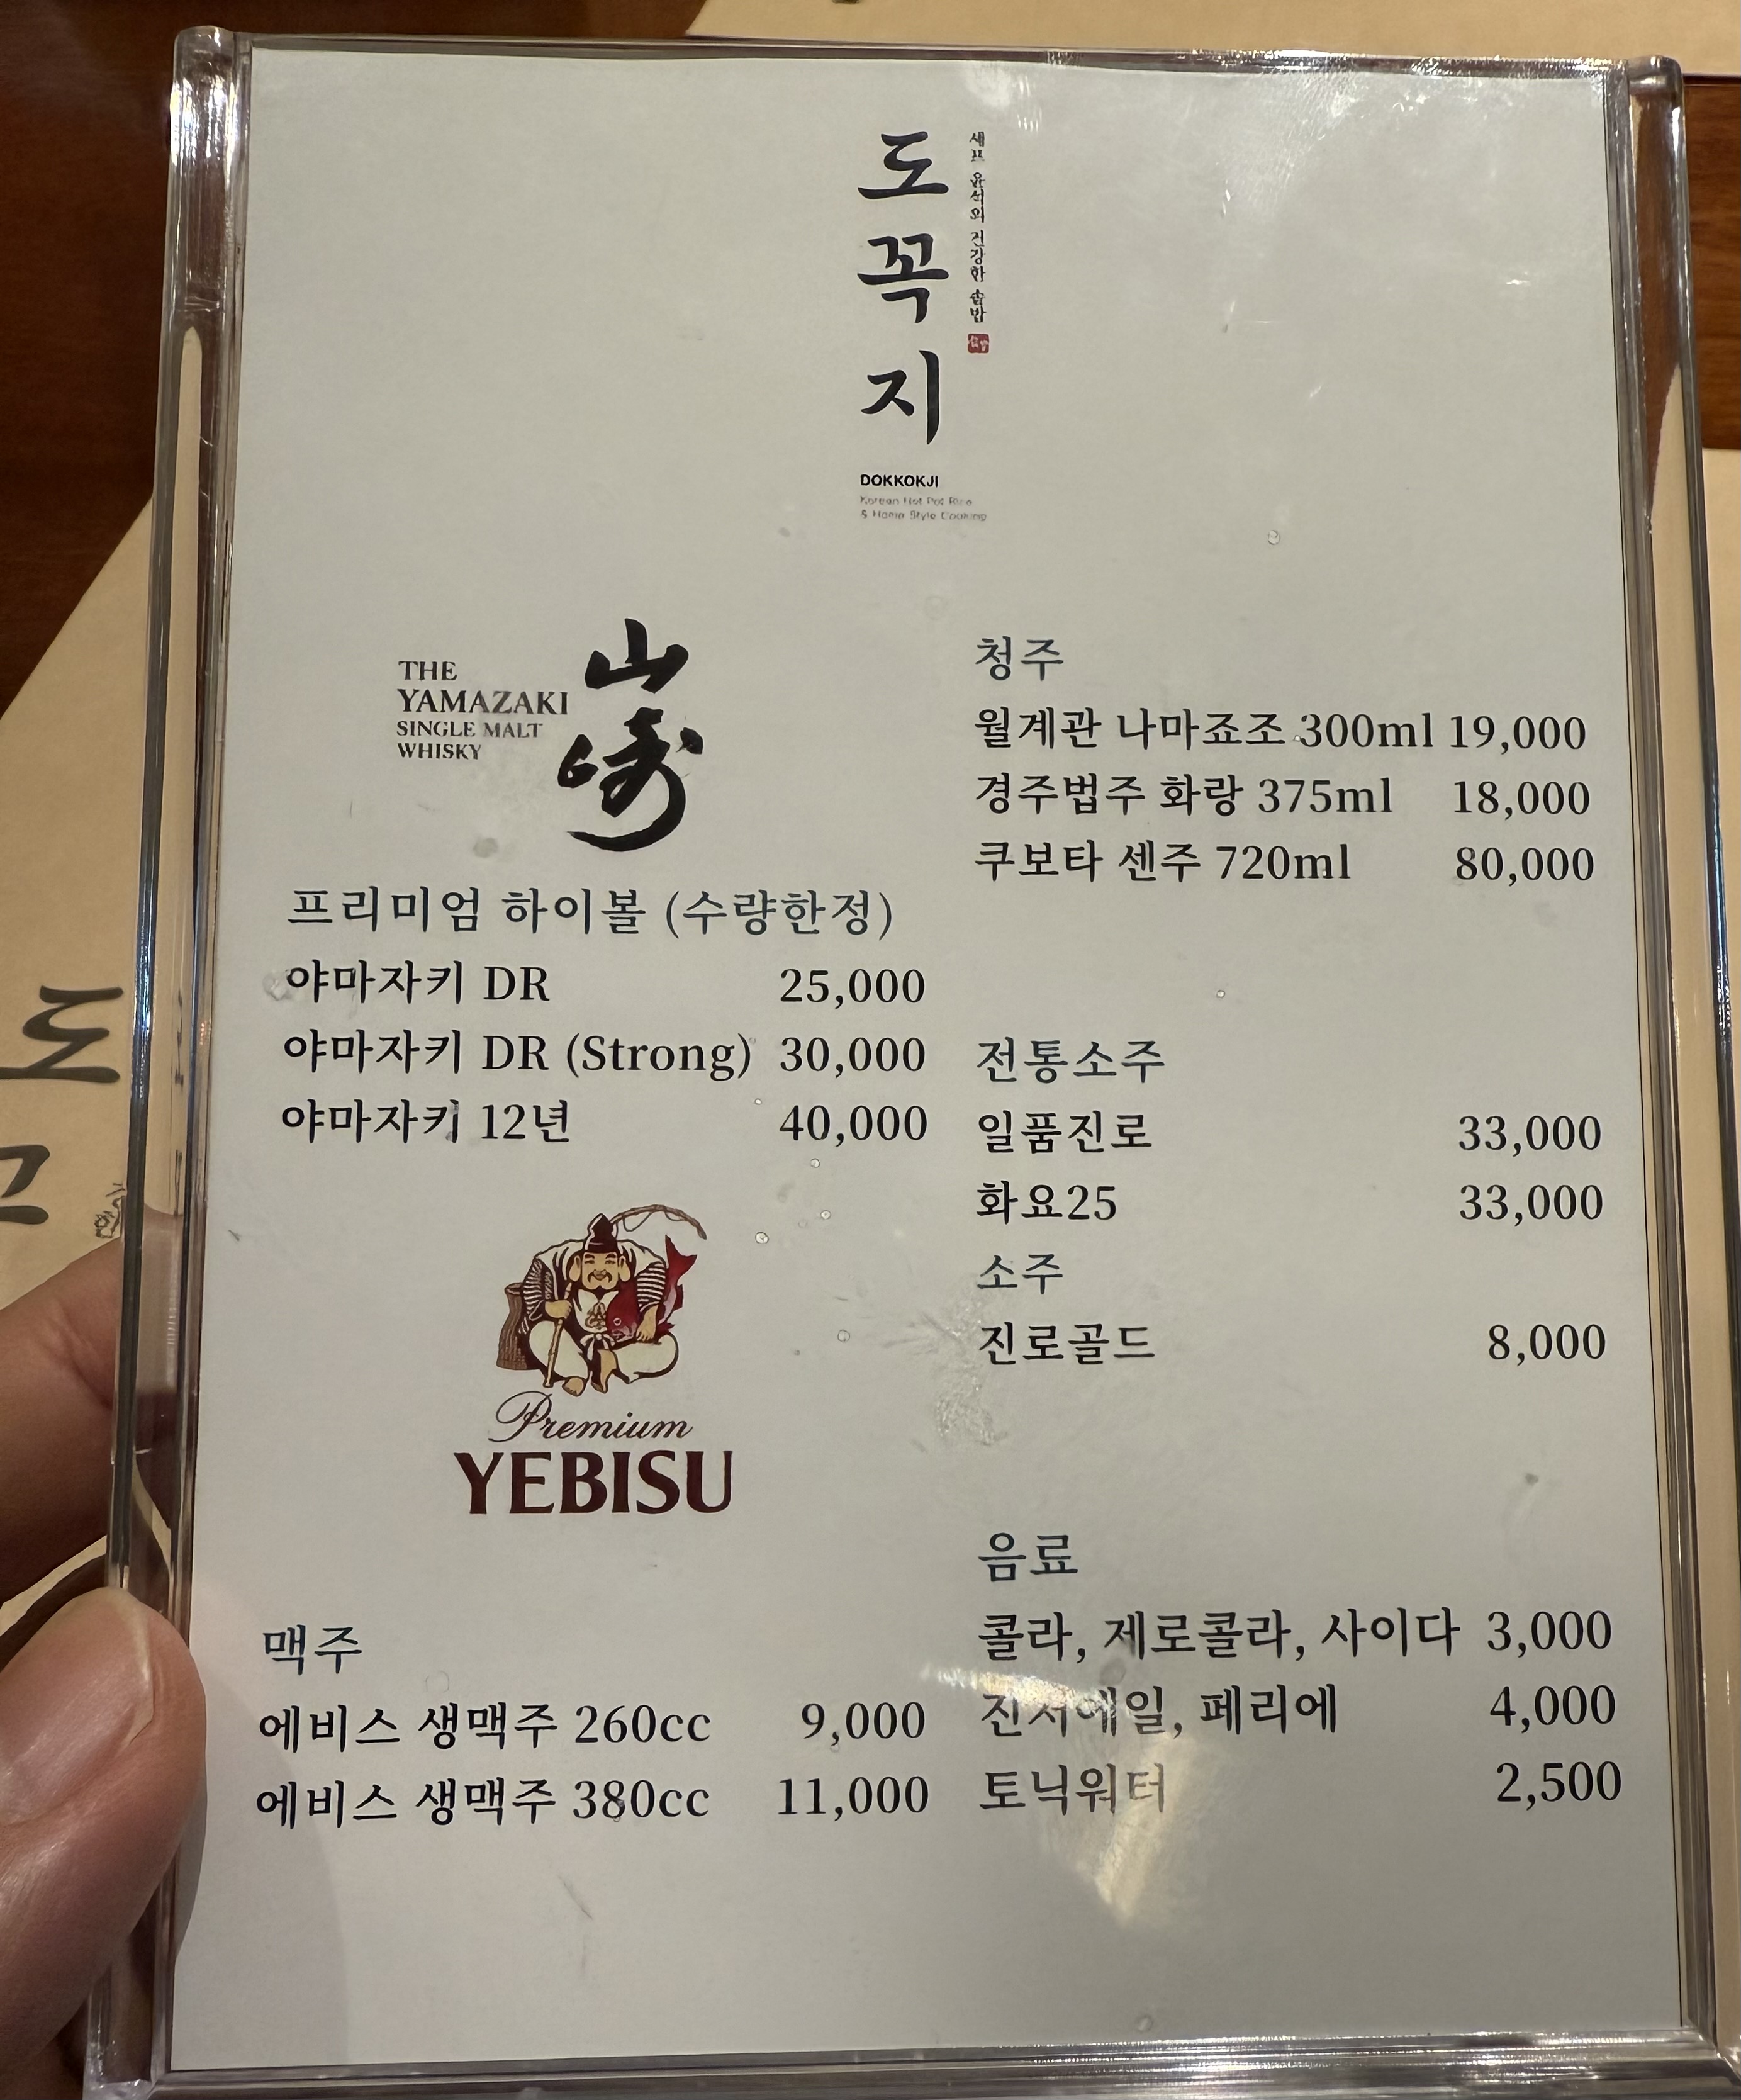 도꼭지
셰프 윤석의 건강한 솥밥
DOKKOKJI
Korean Hot Pot Rice
& Home Style Cooking
THE
YAMAZAKI
SINGLE MALT
WHISKY
山崎
프리미엄 하이볼 (수량한정)
야마자키 DR 25,000
야마자키 DR (Strong) 30,000
야마자키 12년 40,000
Premium
YEBISU
맥주
에비스 생맥주 260cc 9,000
에비스 생맥주 380cc 11,000
청주
월계관 나마죠조 300ml 19,000
경주법주 화랑 375ml 18,000
쿠보타 센주 720ml 80,000
전통소주
일품진로 33,000
화요25 33,000
소주
진로골드 8,000
음료
콜라, 제로콜라, 사이다 3,000
진저에일, 페리에 4,000
토닉워터 2,500
도